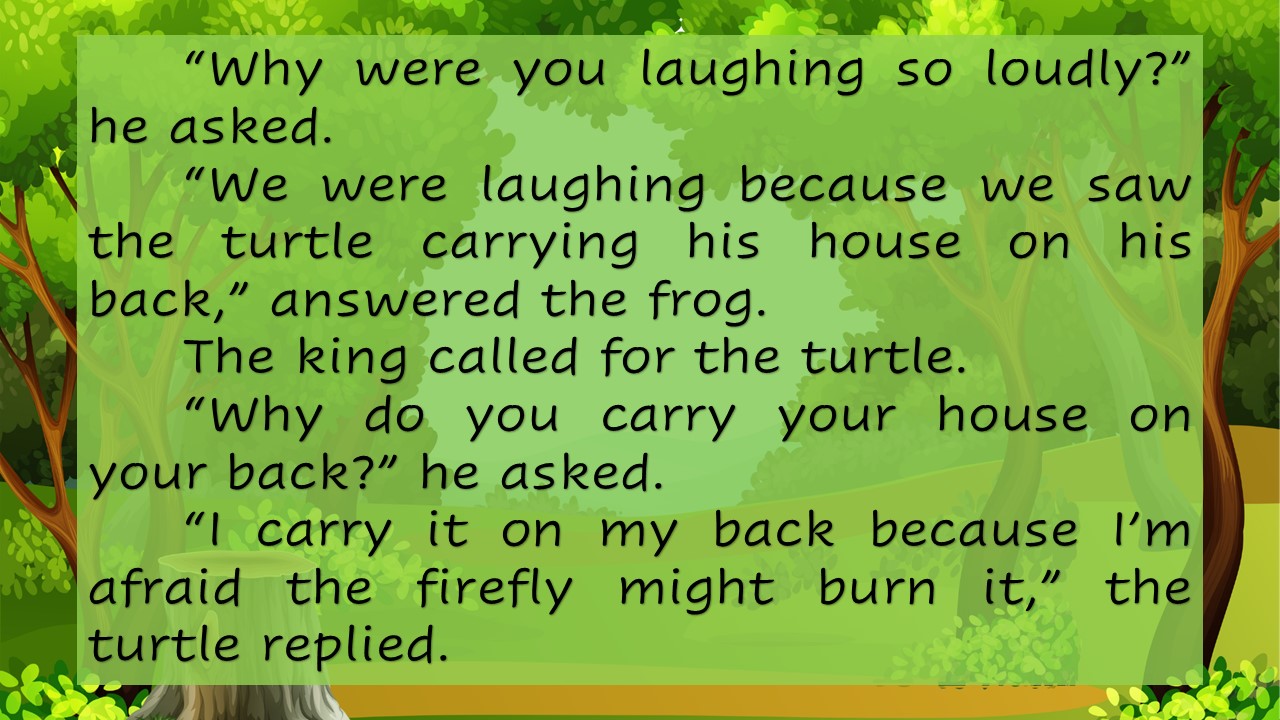 “Why were you laughing so loudly?”
he asked.
“We were laughing because we saw
the turtle carrying his house on his
back,” answered the frog.
The king called for the turtle.
“Why do you carry your house on
your back?” he asked.
“I carry it on my back because I’m
afraid the firefly might burn it,” the
turtle replied.